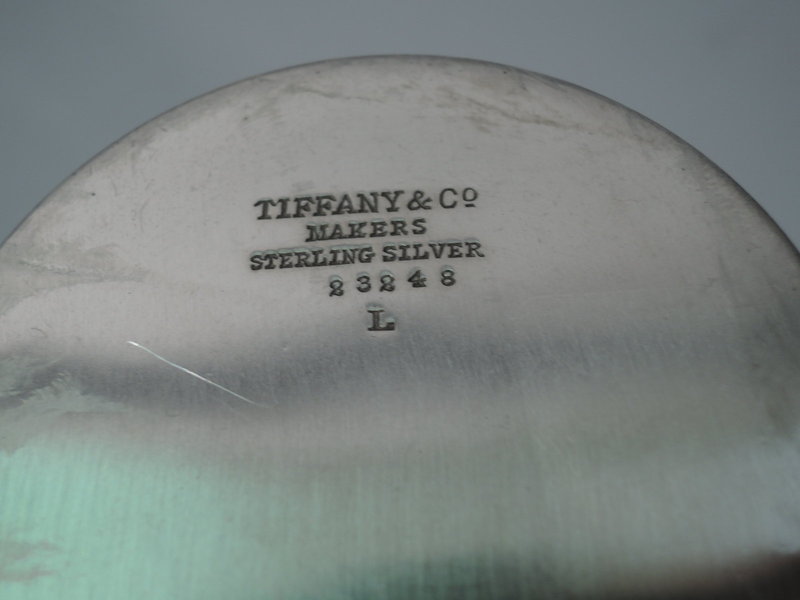 TIFFANY & Cº
MAKERS
STERLING SILVER
23248
L